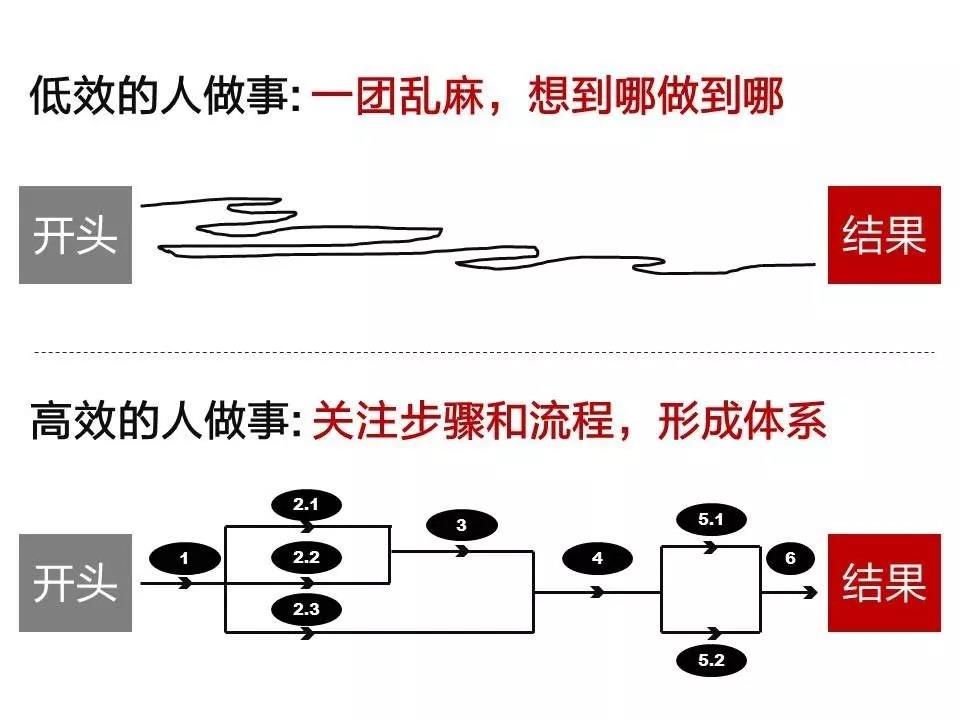 低效的人做事: 一团乱麻，想到哪做到哪
开头
结果
高效的人做事: 关注步骤和流程，形成体系
开头
1
2.1
2.2
2.3
3
4
5.1
5.2
6
结果